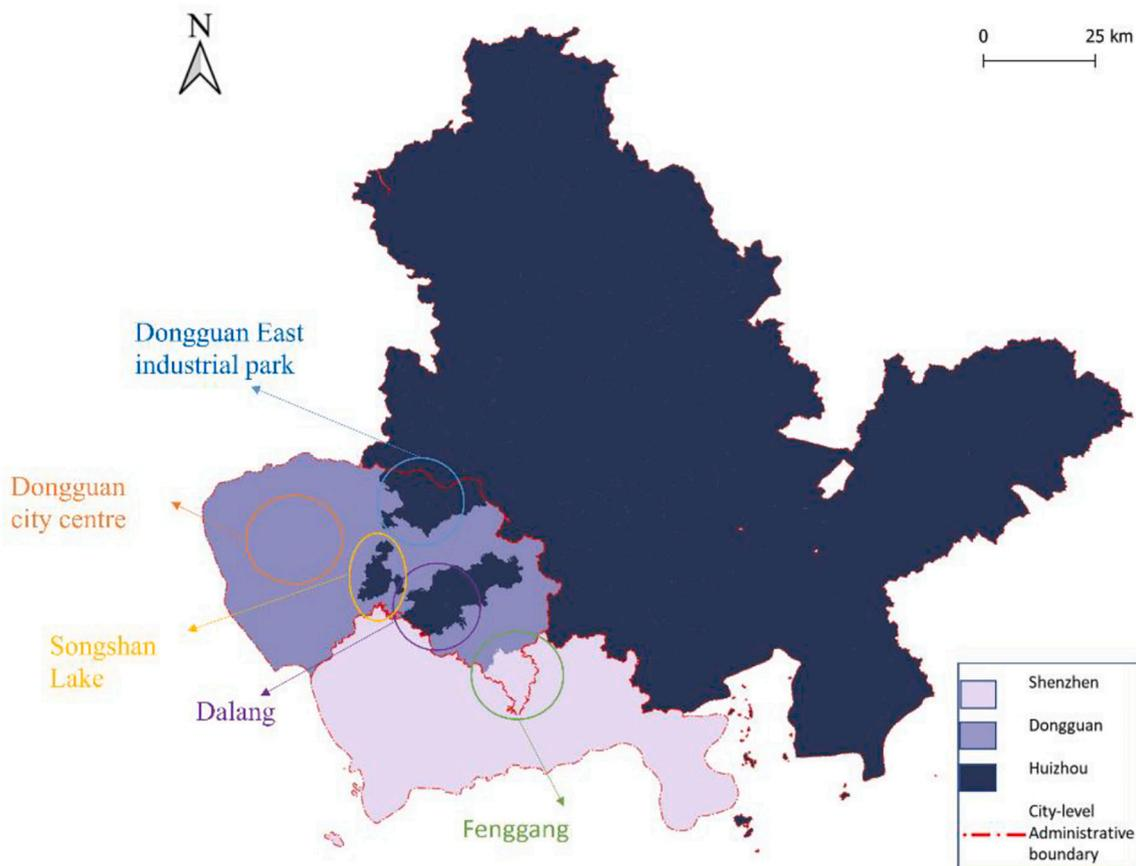 N
0 25 km
Dongguan East
industrial park
Dongguan
city centre
Songshan
Lake
Dalang
Fenggang
Shenzhen
Dongguan
Huizhou
City-level
Administrative
boundary